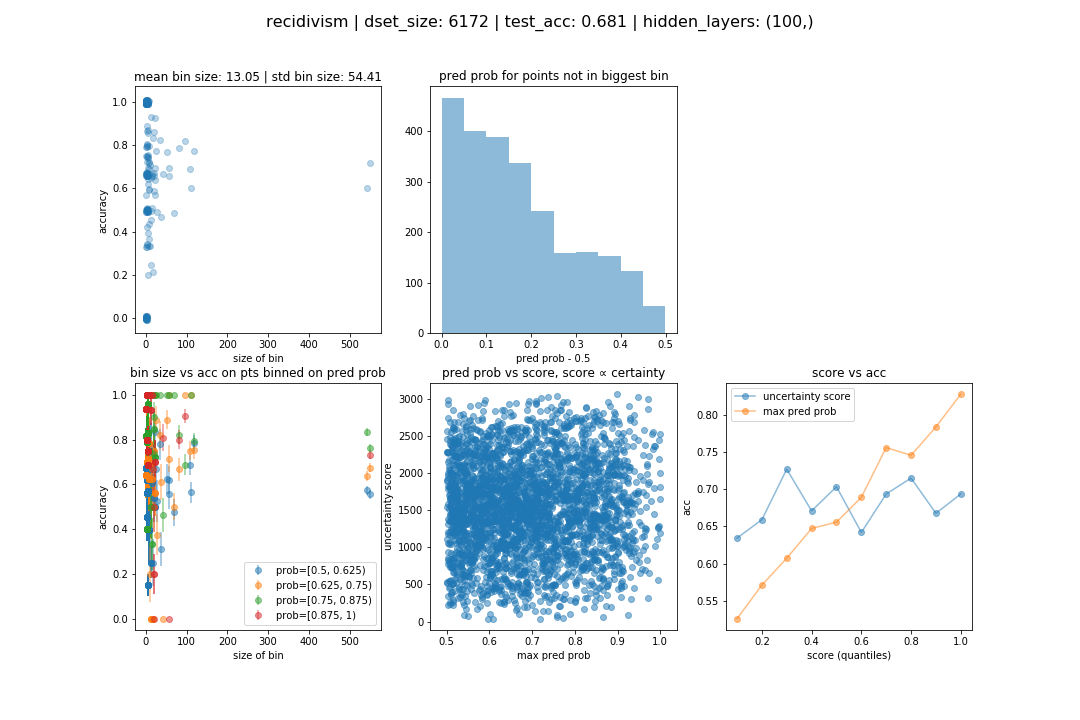 recidivism | dset_size: 6172 | test_acc: 0.681 | hidden_layers: (100,)
mean bin size: 13.05 | std bin size: 54.41
accuracy
1.0
0.8
0.6
0.4
0.2
0.0
0
100
200
300
400
500
size of bin
pred prob for points not in biggest bin
400
300
200
100
0
0.0
0.1
0.2
0.3
0.4
0.5
pred prob - 0.5
bin size vs acc on pts binned on pred prob
accuracy
1.0
0.8
0.6
0.4
0.2
0.0
prob=[0.5, 0.625)
prob=[0.625, 0.75)
prob=[0.75, 0.875)
prob=[0.875, 1)
0
100
200
300
400
500
size of bin
pred prob vs score, score ∝ certainty
uncertainty score
3000
2500
2000
1500
1000
500
0
0.5
0.6
0.7
0.8
0.9
1.0
max pred prob
score vs acc
uncertainty score
max pred prob
acc
0.80
0.75
0.70
0.65
0.60
0.55
0.2
0.4
0.6
0.8
1.0
score (quantiles)